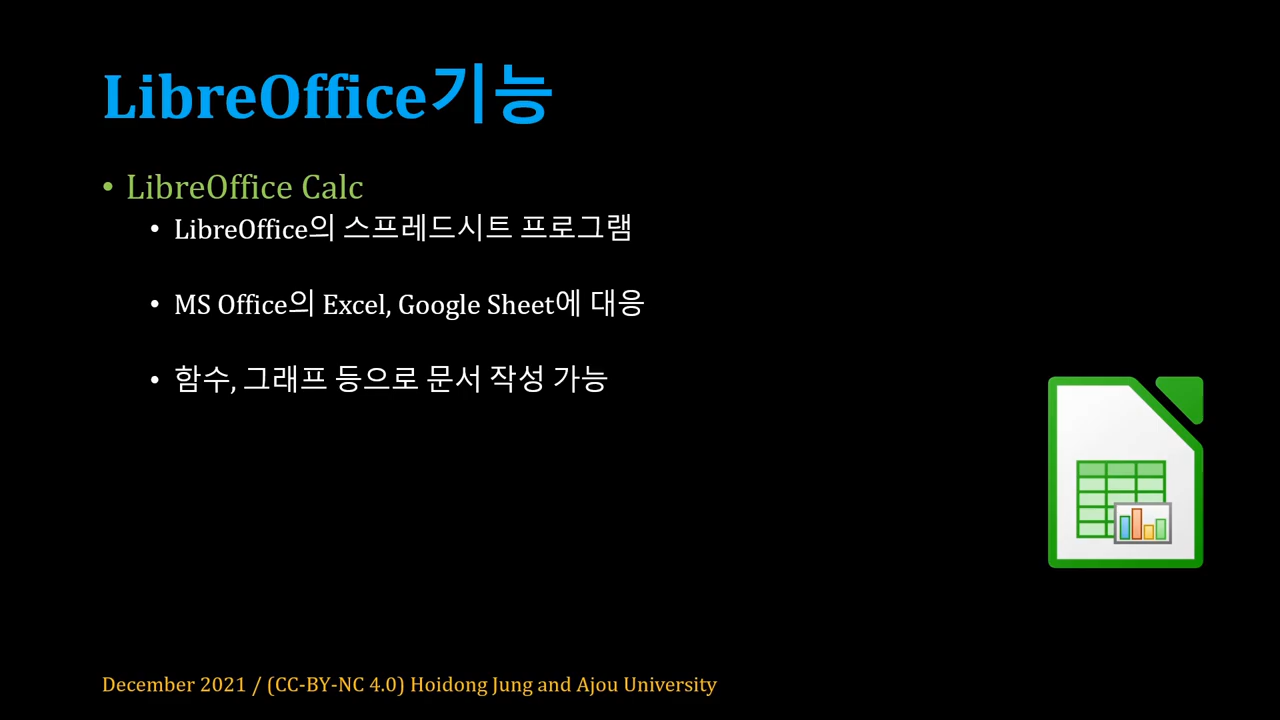 LibreOffice기능
• LibreOffice Calc
• LibreOffice의 스프레드시트 프로그램
• MS Office의 Excel, Google Sheet에 대응
• 함수, 그래프 등으로 문서 작성 가능
December 2021 / (CC-BY-NC 4.0) Hoidong Jung and Ajou University